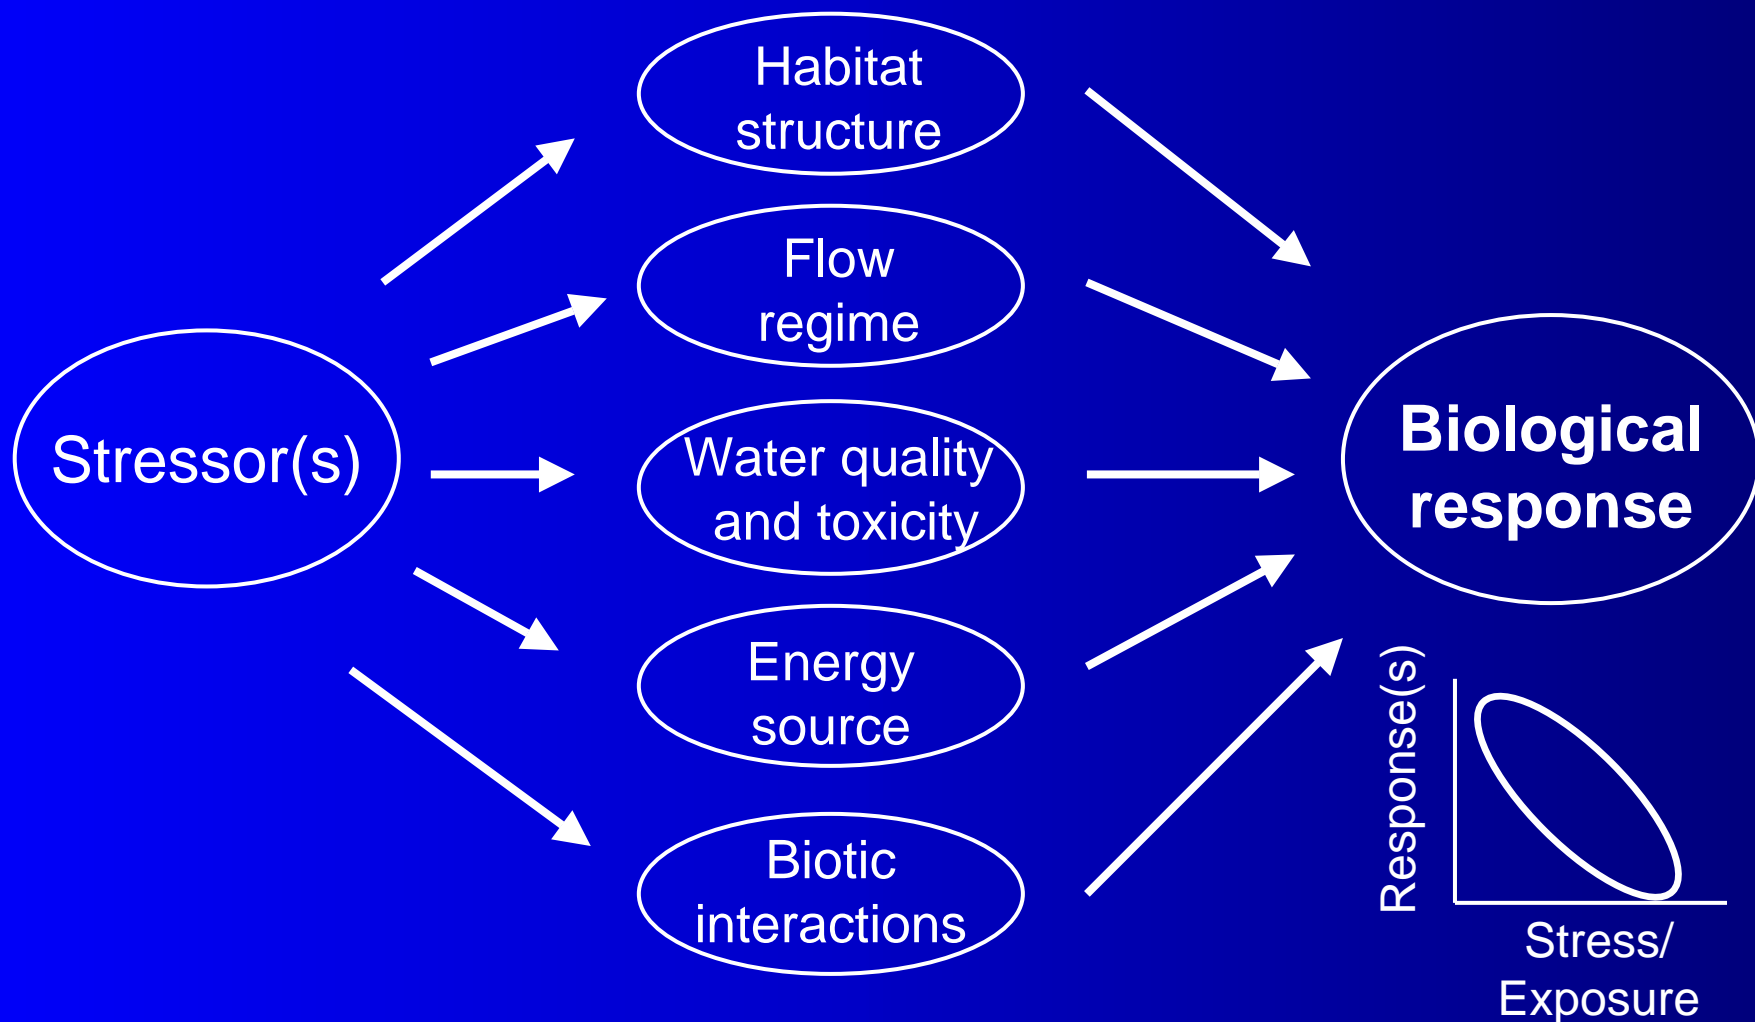 Habitat
structure
Flow
regime
Stressor(s)
Water quality
and toxicity
Biological
response
Energy
source
Biotic
interactions
Response(s)
Stress/
Exposure